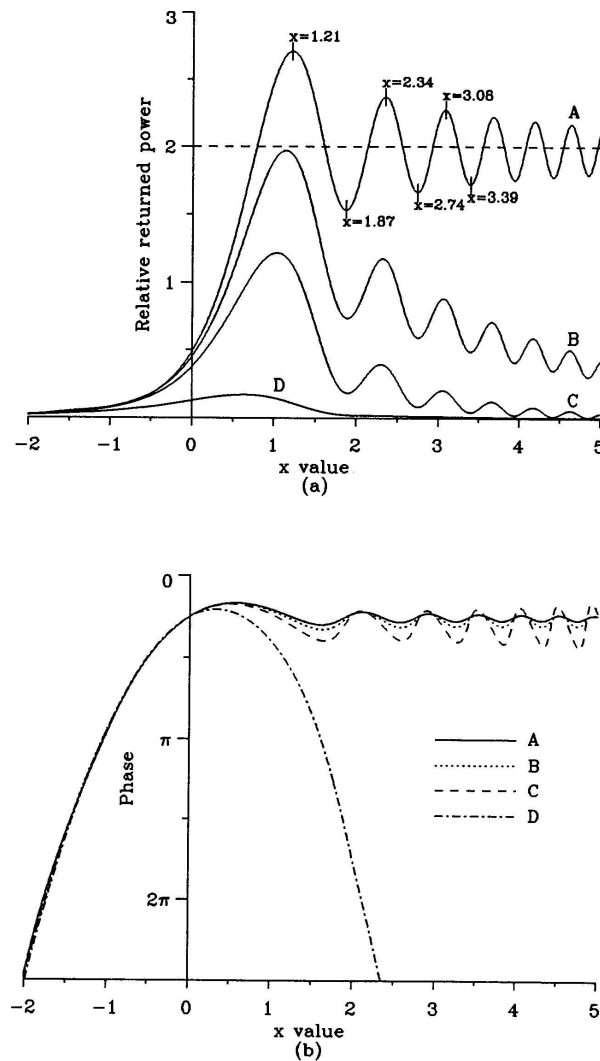 3
x=1.21
x=2.34
x=3.08
A
2
x=1.87
x=2.74
x=3.39
Relative returned power
1
B
D
C
0
-2
-1
0
1
2
3
4
5
x value
(a)
0
π
2π
Phase
A
B
C
D
-2
-1
0
1
2
3
4
5
x value
(b)